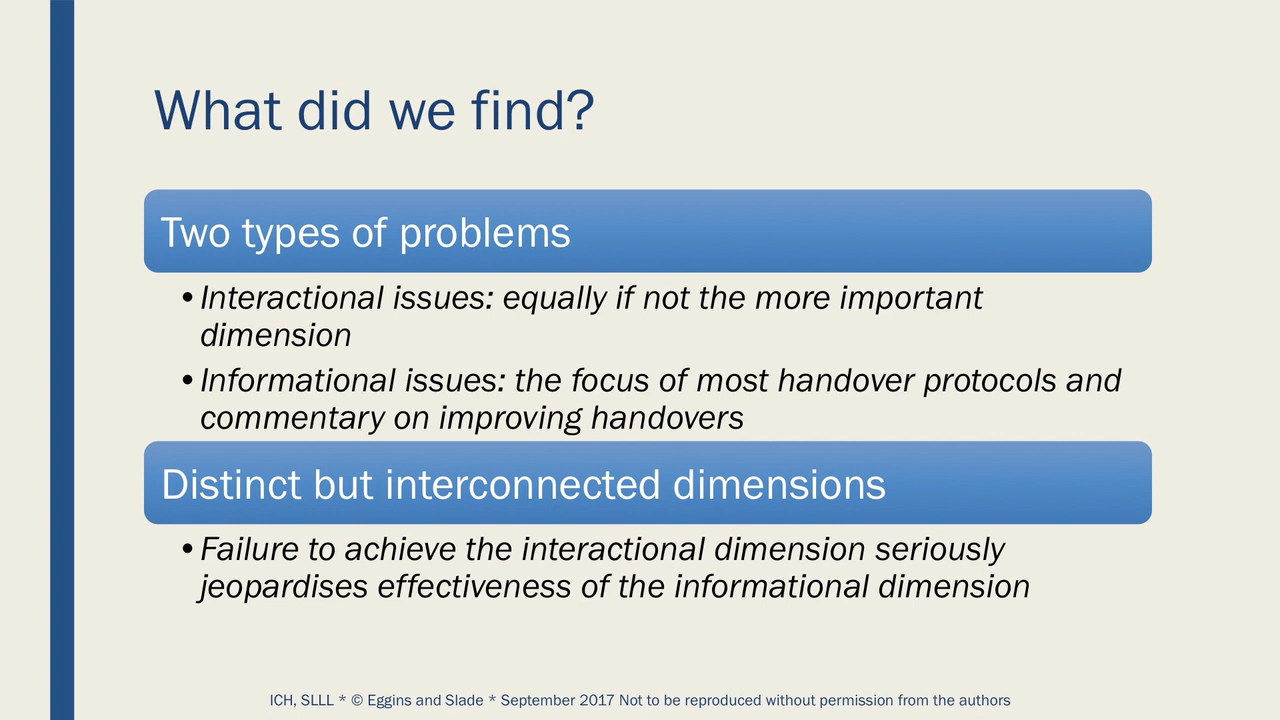 What did we find?
Two types of problems
• Interactional issues: equally if not the more important
dimension
• Informational issues: the focus of most handover protocols and
commentary on improving handovers
Distinct but interconnected dimensions
• Failure to achieve the interactional dimension seriously
jeopardises effectiveness of the informational dimension
ICH, SLLL * © Eggins and Slade * September 2017 Not to be reproduced without permission from the authors